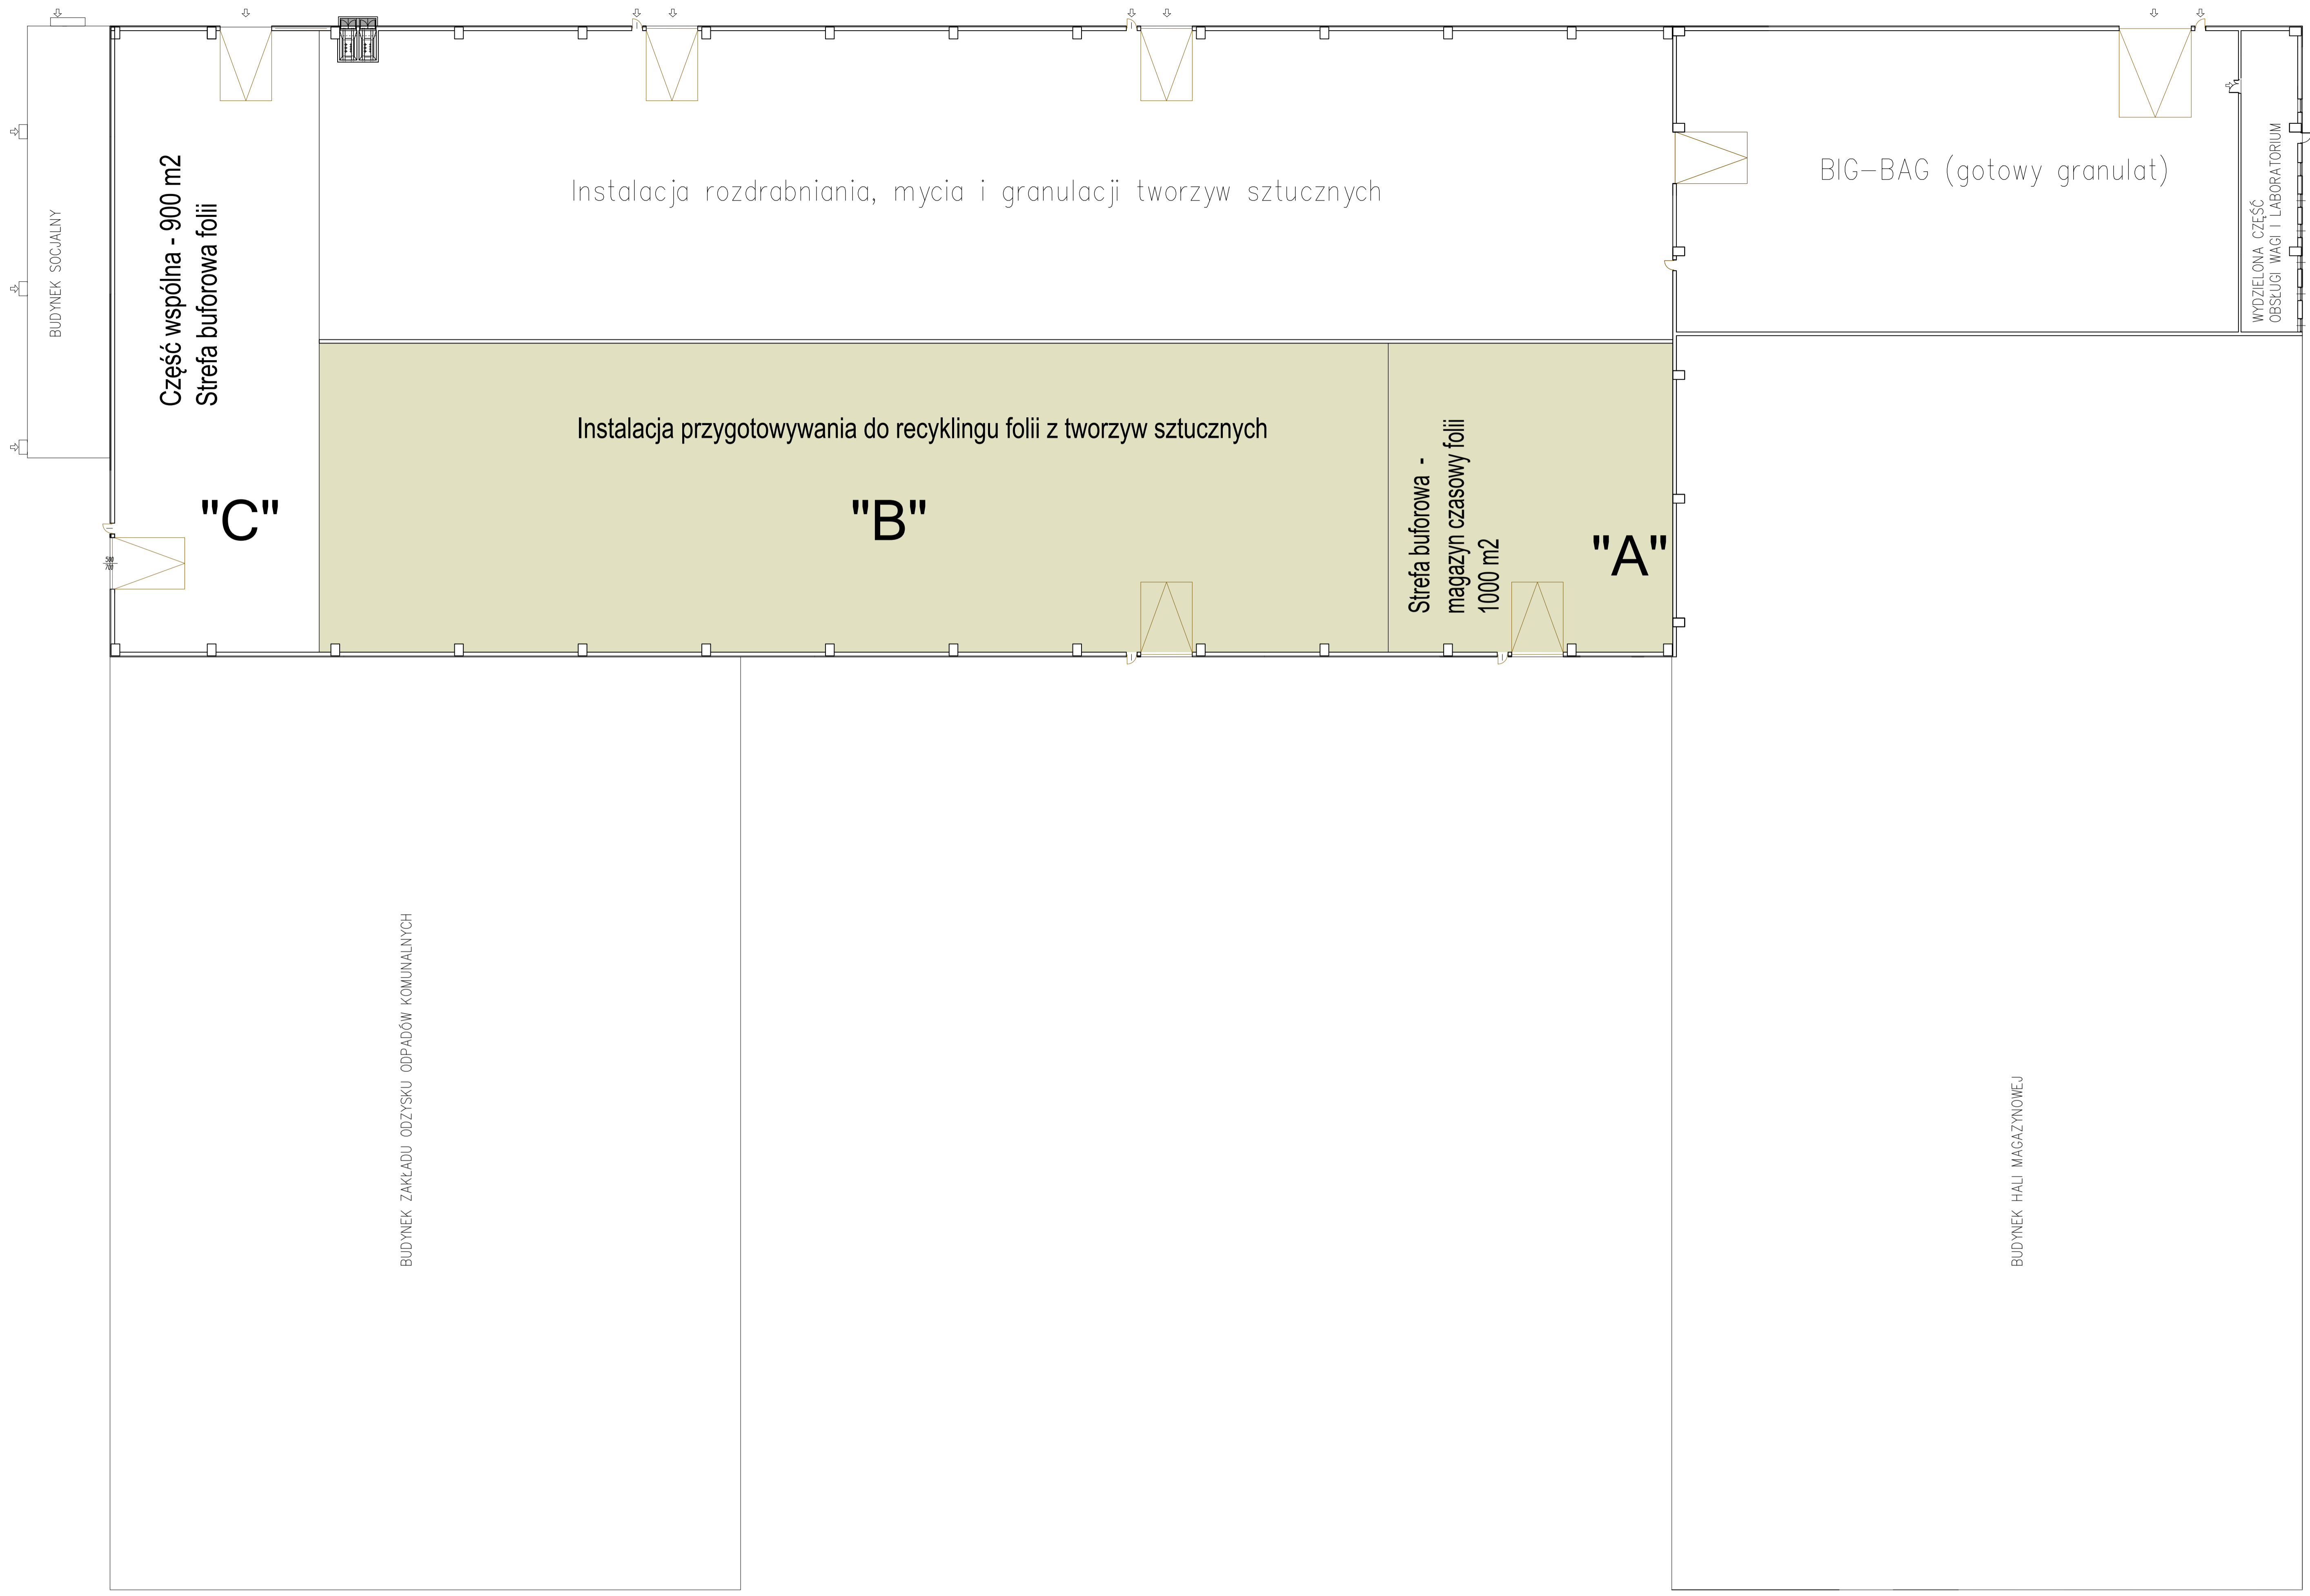 BUDYNEK SOCJALNY
Część wspólna - 900 m2
Strefa buforowa folii
"C"
500
700
Instalacja rozdrabniania, mycia i granulacji tworzyw sztucznych
BIG-BAG (gotowy granulat)
WYDZIELONA CZĘŚĆ
OBSŁUGI WAGI I LABORATORIUM
Instalacja przygotowywania do recyklingu folii z tworzyw sztucznych
"B"
Strefa buforowa -
magazyn czasowy folii
1000 m2
"A"
BUDYNEK ZAKŁADU ODZYSKU ODPADÓW KOMUNALNYCH
BUDYNEK HALI MAGAZYNOWEJ